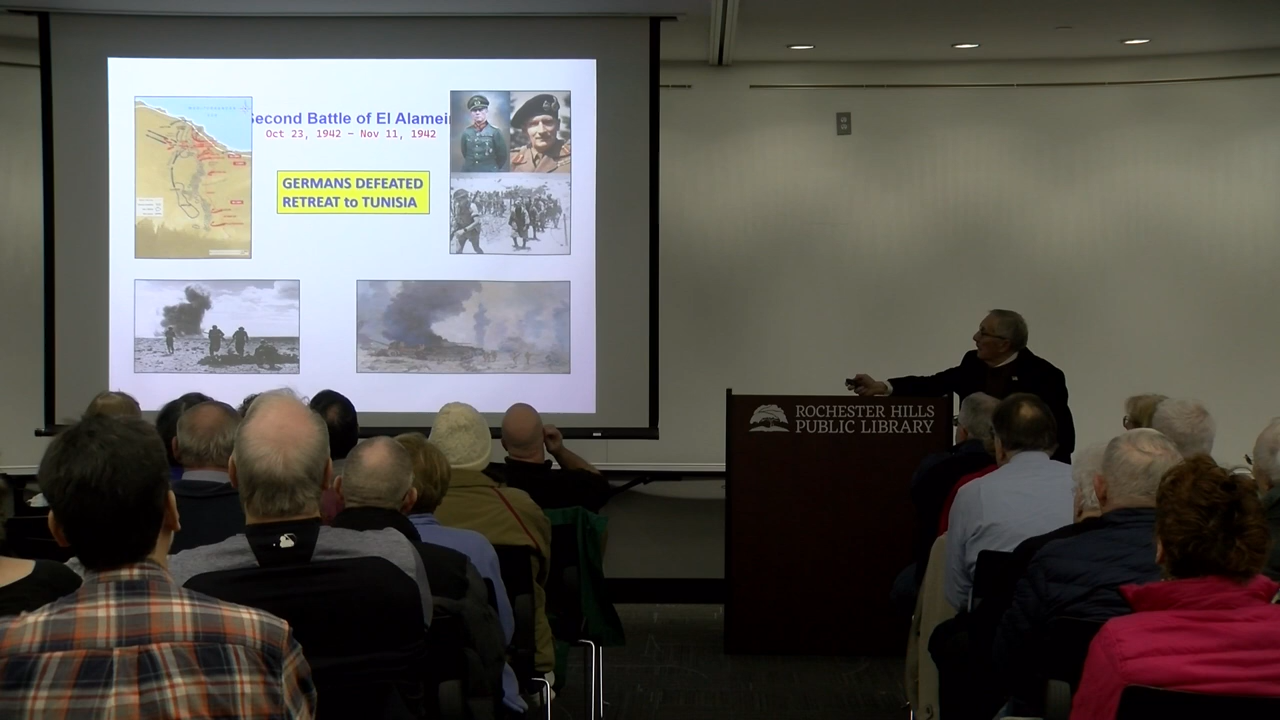 Second Battle of El Alamein
Oct 23, 1942 – Nov 11, 1942
GERMANS DEFEATED
RETREAT to TUNISIA
ROCHESTER HILLS
PUBLIC LIBRARY